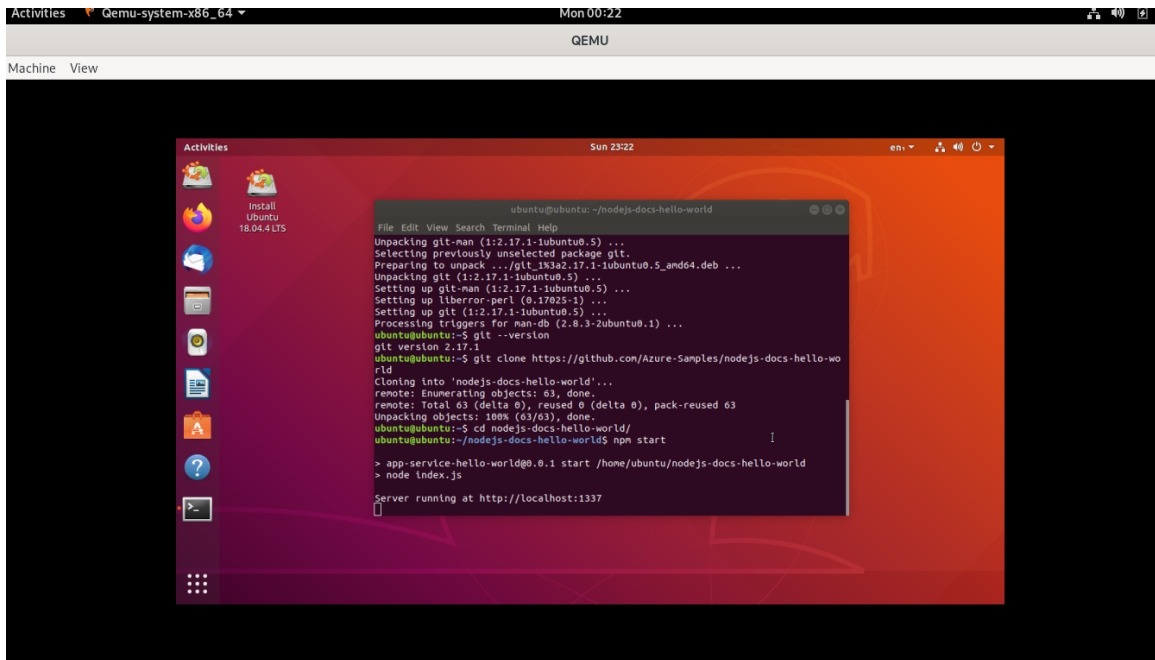 Activities Qemu-system-x86_64 Mon 00:22
QEMU
Machine View
Activities Sun 23:22 en1
Install
Ubuntu
18.04.4 LTS
ubuntu@ubuntu: ~/nodejs-docs-hello-world
File Edit View Search Terminal Help
Unpacking git-man (1:2.17.1-1ubuntu0.5) ...
Selecting previously unselected package git.
Preparing to unpack .../git_1%3a2.17.1-1ubuntu0.5_amd64.deb ...
Unpacking git (1:2.17.1-1ubuntu0.5) ...
Setting up git-man (1:2.17.1-1ubuntu0.5) ...
Setting up liberror-perl (0.17025-1) ...
Setting up git (1:2.17.1-1ubuntu0.5) ...
Processing triggers for man-db (2.8.3-2ubuntu0.1) ...
ubuntu@ubuntu:~$ git --version
git version 2.17.1
ubuntu@ubuntu:~$ git clone https://github.com/Azure-Samples/nodejs-docs-hello-wo
rld
Cloning into 'nodejs-docs-hello-world'...
remote: Enumerating objects: 63, done.
remote: Total 63 (delta 0), reused 0 (delta 0), pack-reused 63
Unpacking objects: 100% (63/63), done.
ubuntu@ubuntu:~$ cd nodejs-docs-hello-world/
ubuntu@ubuntu:~/nodejs-docs-hello-world$ npm start
> app-service-hello-world@0.0.1 start /home/ubuntu/nodejs-docs-hello-world
> node index.js
Server running at http://localhost:1337